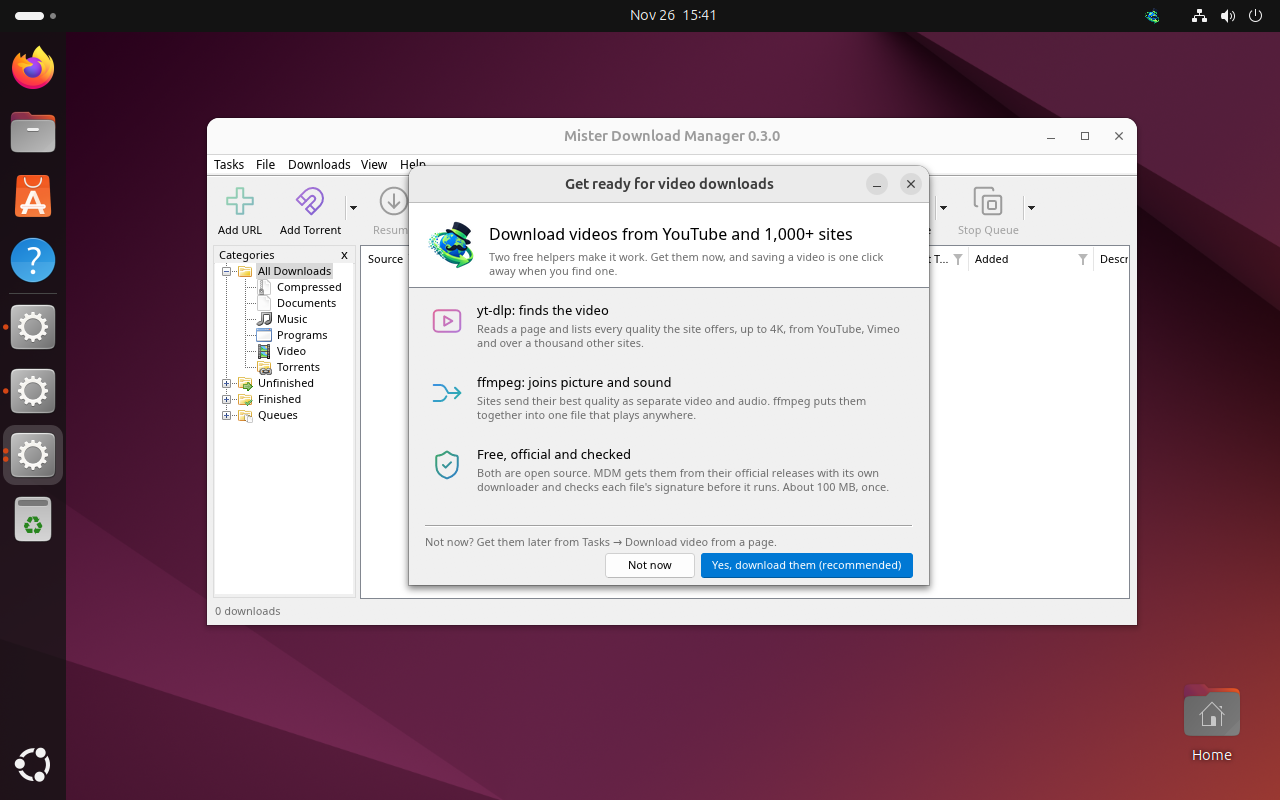 Nov 26 15:41
Mister Download Manager 0.3.0
Tasks File Downloads View Help
Get ready for video downloads
Add URL Add Torrent Stop Queue
Categories X
All Downloads
Compressed
Documents
Music
Programs
Video
Torrents
Unfinished
Finished
Queues
Source T... Added
Download videos from YouTube and 1,000+ sites
Two free helpers make it work. Get them now, and saving a video is one click
away when you find one.
yt-dlp: finds the video
Reads a page and lists every quality the site offers, up to 4K, from YouTube, Vimeo
and over a thousand other sites.
ffmpeg: joins picture and sound
Sites send their best quality as separate video and audio. ffmpeg puts them
together into one file that plays anywhere.
Free, official and checked
Both are open source. MDM gets them from their official releases with its own
downloader and checks each file's signature before it runs. About 100 MB, once.
Not now? Get them later from Tasks → Download video from a page.
Not now Yes, download them (recommended)
0 downloads
Home